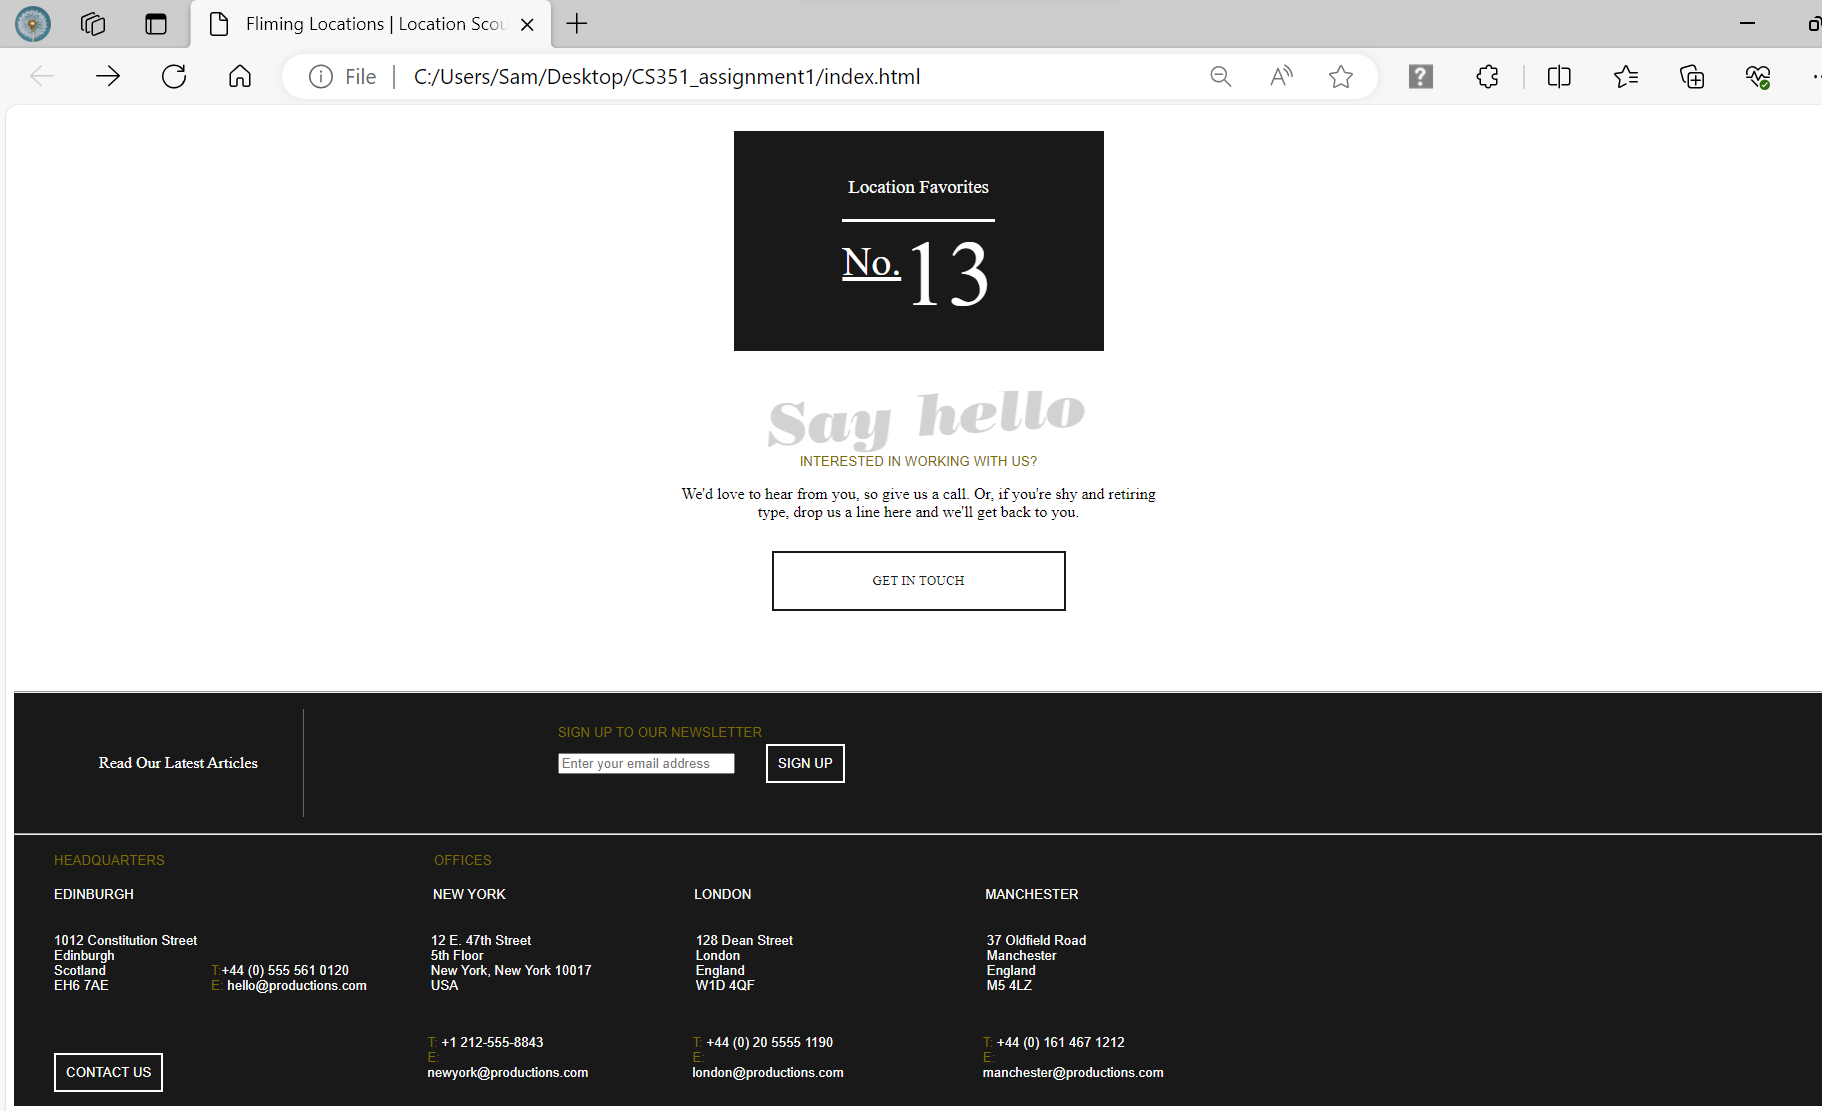 Fliming Locations | Location Scou
File
C:/Users/Sam/Desktop/CS351_assignment1/index.html
Location Favorites
No.13
Say hello
INTERESTED IN WORKING WITH US?
We'd love to hear from you, so give us a call. Or, if you're shy and retiring
type, drop us a line here and we'll get back to you.
GET IN TOUCH
Read Our Latest Articles
SIGN UP TO OUR NEWSLETTER
Enter your email address
SIGN UP
HEADQUARTERS
EDINBURGH
1012 Constitution Street
Edinburgh
Scotland
EH6 7AE
T:+44 (0) 555 561 0120
E: hello@productions.com
CONTACT US
OFFICES
NEW YORK
12 E. 47th Street
5th Floor
New York, New York 10017
USA
T: +1 212-555-8843
E:
newyork@productions.com
LONDON
128 Dean Street
London
England
W1D 4QF
T: +44 (0) 20 5555 1190
E:
london@productions.com
MANCHESTER
37 Oldfield Road
Manchester
England
M5 4LZ
T: +44 (0) 161 467 1212
E:
manchester@productions.com